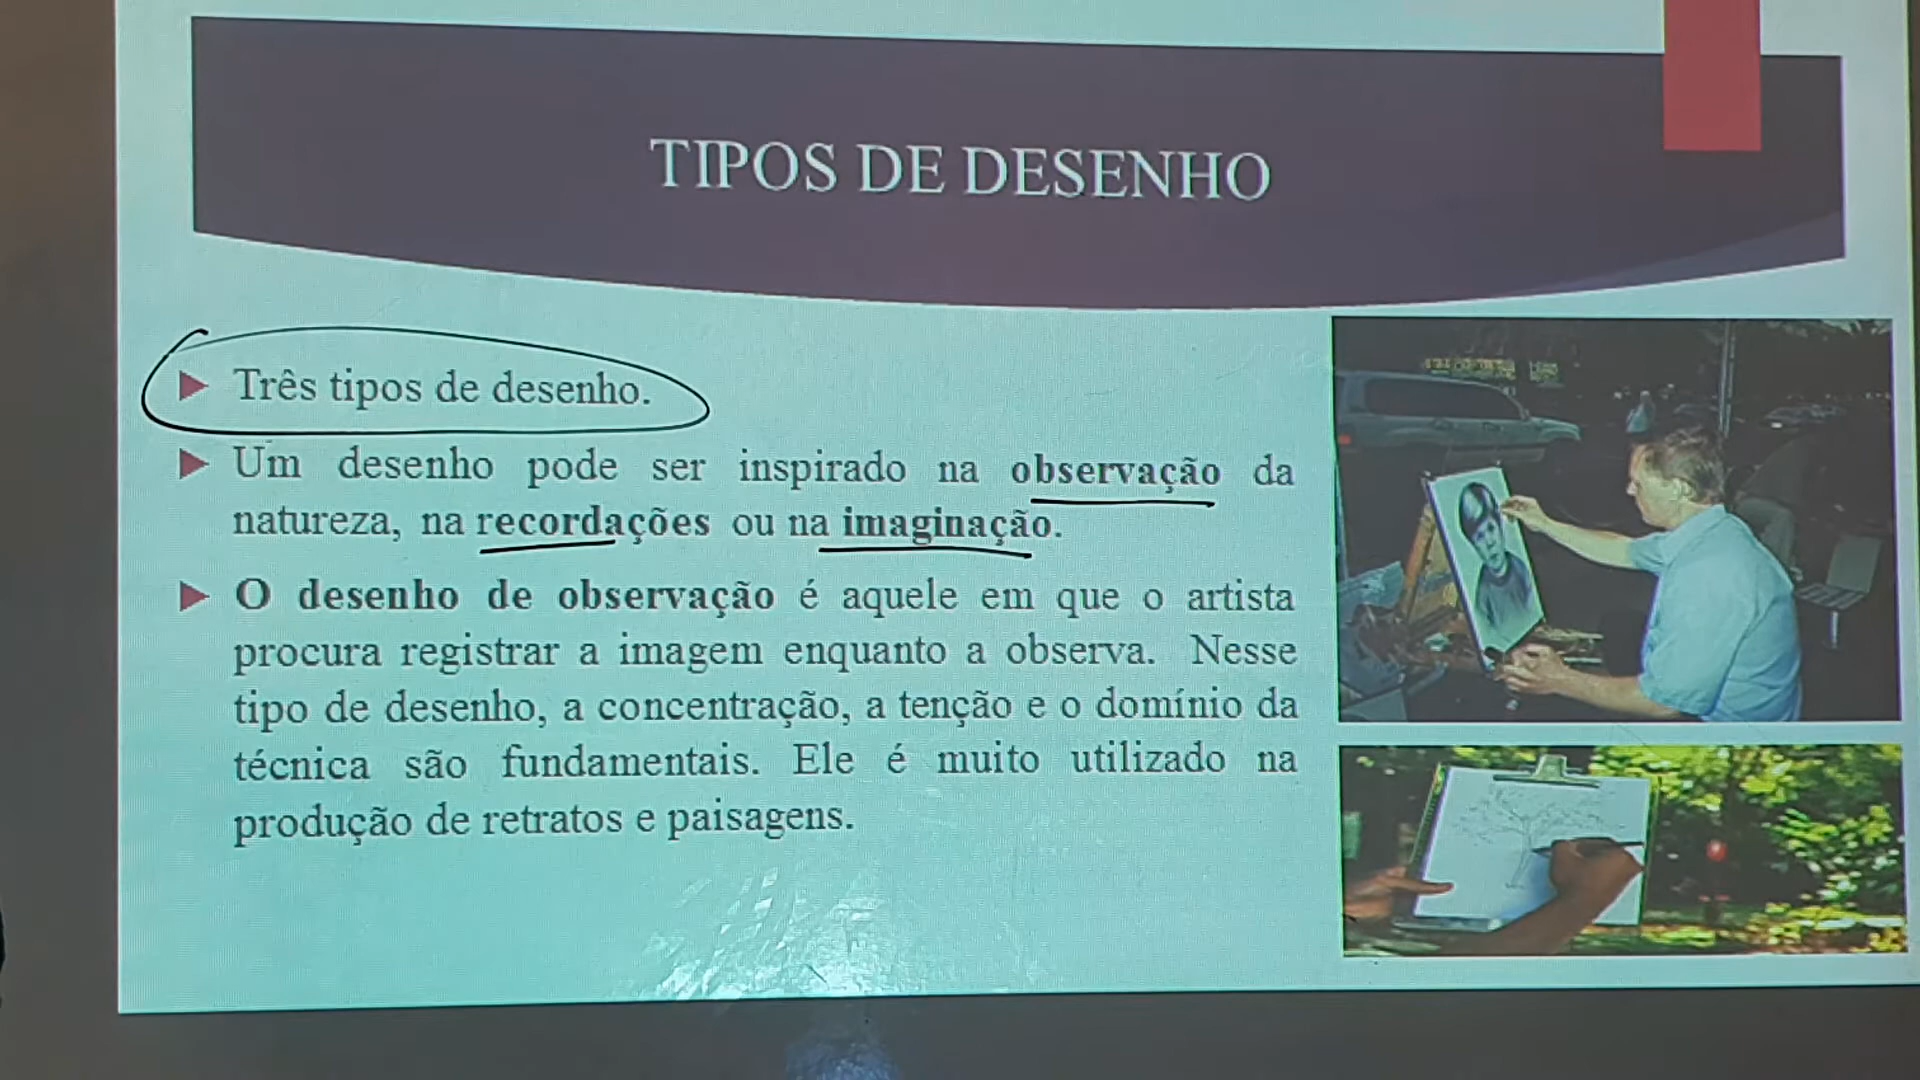 TIPOS DE DESENHO
Três tipos de desenho.
Um desenho pode ser inspirado na observação da
natureza, na recordações ou na imaginação.
O desenho de observação é aquele em que o artista
procura registrar a imagem enquanto a observa. Nesse
tipo de desenho, a concentração, a tenção e o domínio da
técnica são fundamentais. Ele é muito utilizado na
produção de retratos e paisagens.